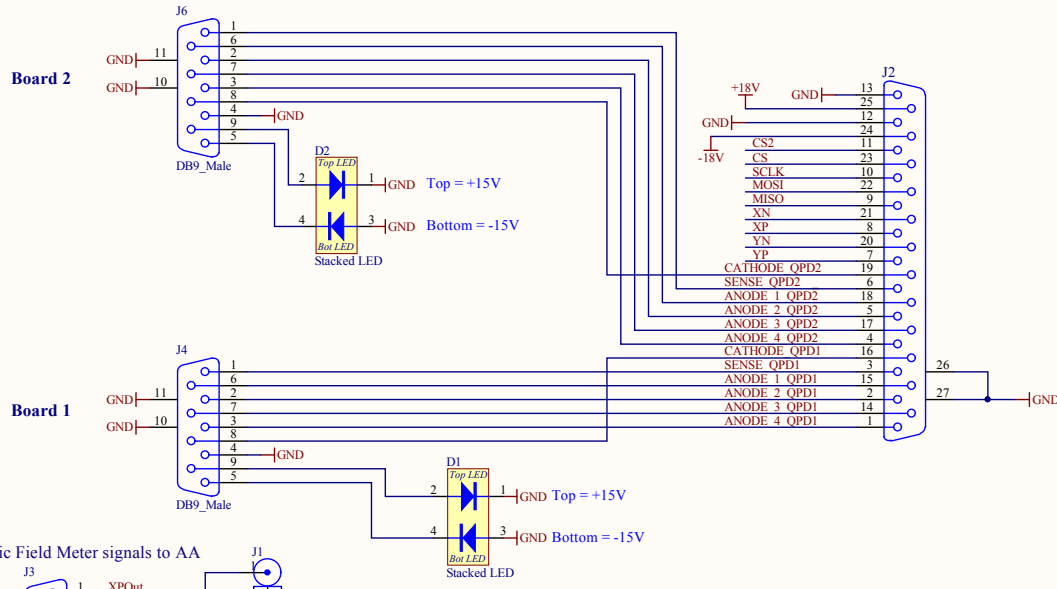 J6
Board 2
GND 11
GND 10
1
6
2
7
3
8
4 GND
9
5
DB9_Male
D2
Top LED
2 1 GND Top = +15V
4 3 GND Bottom = -15V
Bot LED
Stacked LED
J2
+18V
GND 13
25
GND 12
24
-18V
CS2 11
CS 23
SCLK 10
MOSI 22
MISO 9
XN 21
XP 8
YN 20
YP 7
CATHODE_QPD2 19
SENSE_QPD2 6
ANODE_1_QPD2 18
ANODE_2_QPD2 5
ANODE_3_QPD2 17
ANODE_4_QPD2 4
CATHODE_QPD1 16
SENSE_QPD1 3
ANODE_1_QPD1 15
ANODE_2_QPD1 2
ANODE_3_QPD1 14
ANODE_4_QPD1 1
26
27
GND
J4
Board 1
GND 11
GND 10
1
6
2
7
3
8
4 GND
9
5
DB9_Male
D1
Top LED
2 1 GND Top = +15V
4 3 GND Bottom = -15V
Bot LED
Stacked LED
ic Field Meter signals to AA
J3
1 XPOut
J1
1